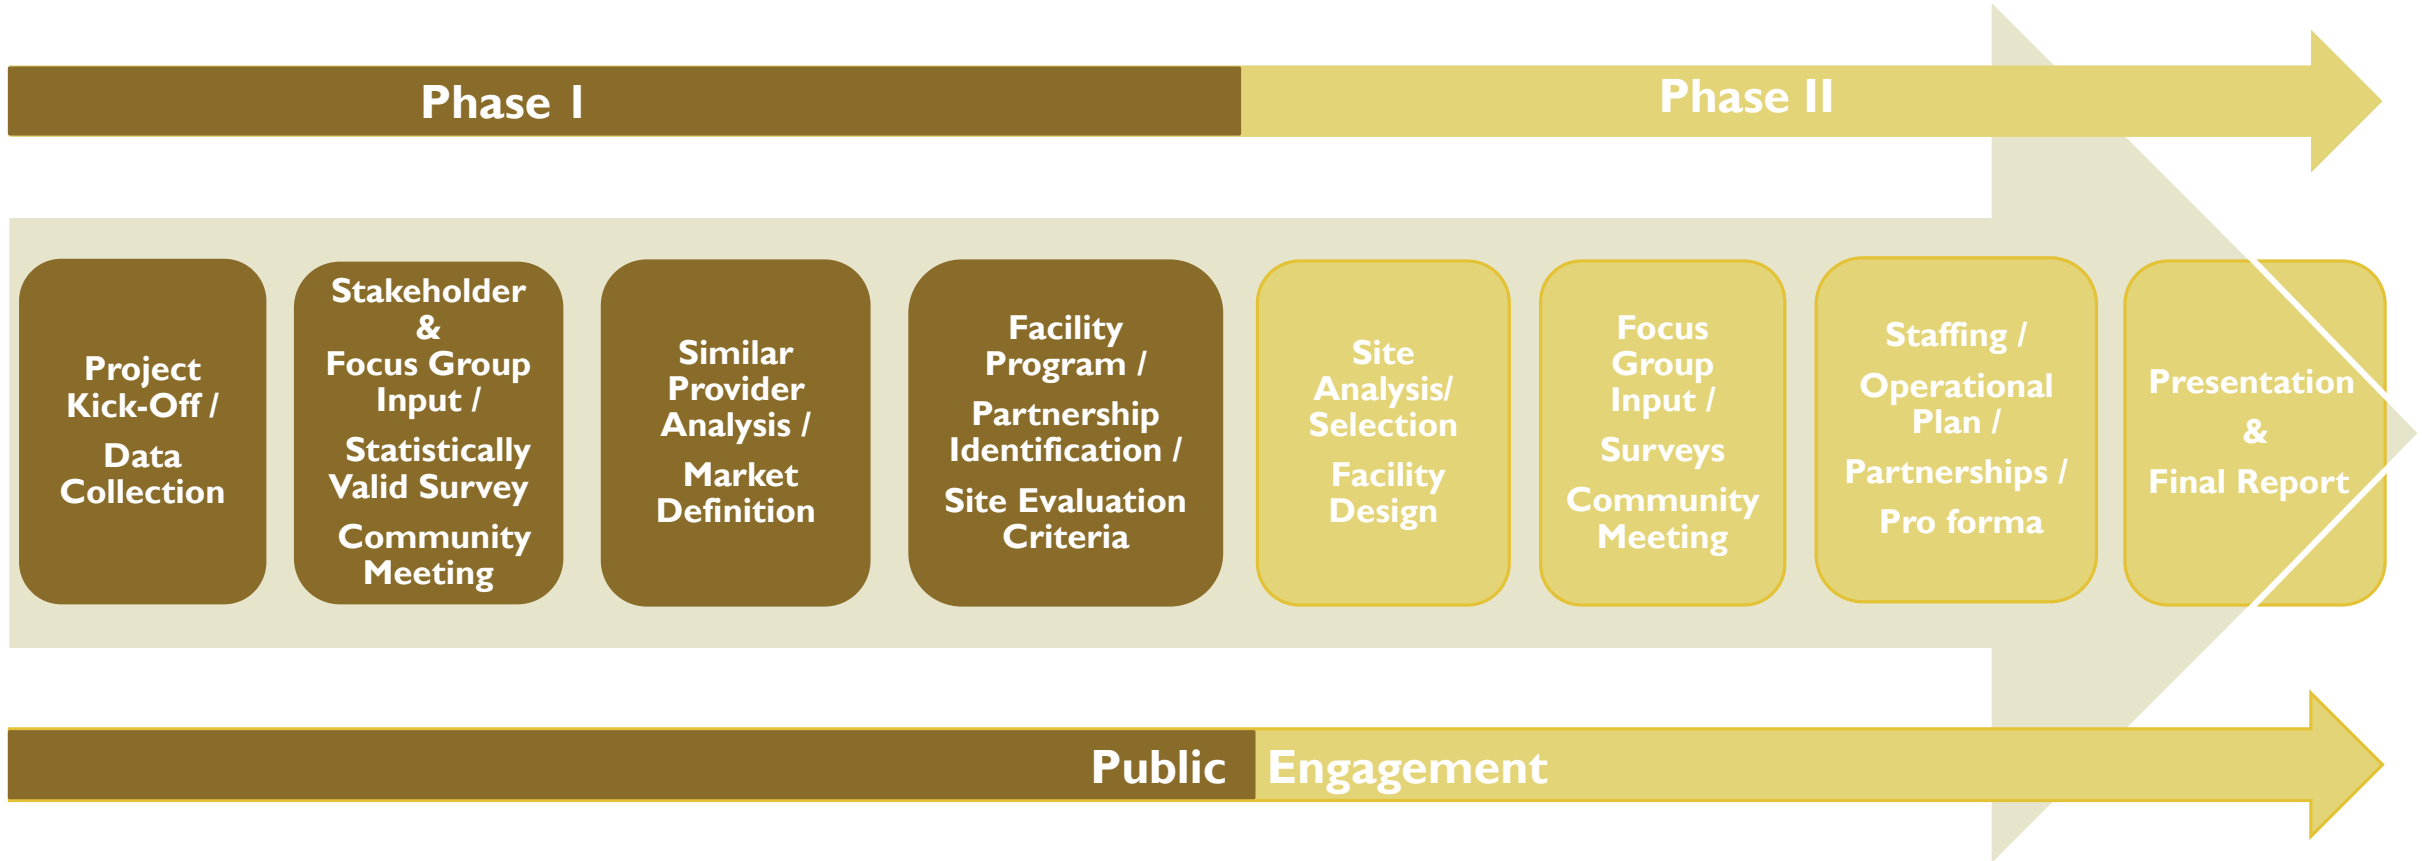 Phase I
Phase II
Project
Kick-Off /
Data
Collection
Stakeholder
&
Focus Group
Input /
Statistically
Valid Survey
Community
Meeting
Similar
Provider
Analysis /
Market
Definition
Facility
Program /
Partnership
Identification /
Site Evaluation
Criteria
Site
Analysis/
Selection
Facility
Design
Focus
Group
Input /
Surveys
Community
Meeting
Staffing /
Operational
Plan /
Partnerships /
Pro forma
Presentation
&
Final Report
Public Engagement